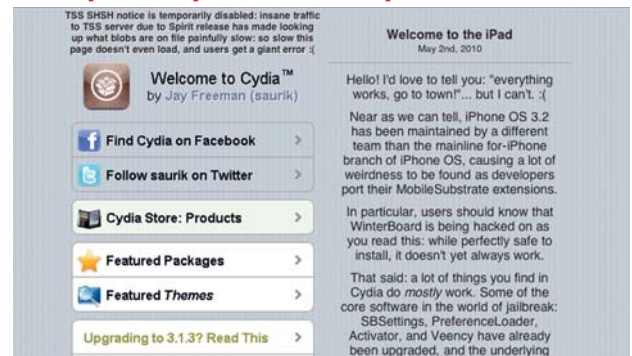 TSS SHSH notice is temporarily disabled: insane traffic
to TSS server due to Spirit release has made looking
up what blobs are on file painfully slow: so slow this
page doesn't even load, and users get a giant error :(
Welcome to Cydia™
by Jay Freeman (saurik)
Find Cydia on Facebook
Follow saurik on Twitter
Cydia Store: Products
Featured Packages
Featured Themes
Upgrading to 3.1.3? Read This
Welcome to the iPad
May 2nd, 2010
Hello! I'd love to tell you: "everything
works, go to town!"... but I can't. :(
Near as we can tell, iPhone OS 3.2
has been maintained by a different
team than the mainline for-iPhone
branch of iPhone OS, causing a lot of
weirdness to be found as developers
port their MobileSubstrate extensions.
In particular, users should know that
WinterBoard is being hacked on as
you read this: while perfectly safe to
install, it doesn't yet always work.
That said: a lot of things you find in
Cydia do mostly work. Some of the
core software in the world of jailbreak:
SBSettings, PreferenceLoader,
Activator, and Veency have already
been upgraded, and the underlying